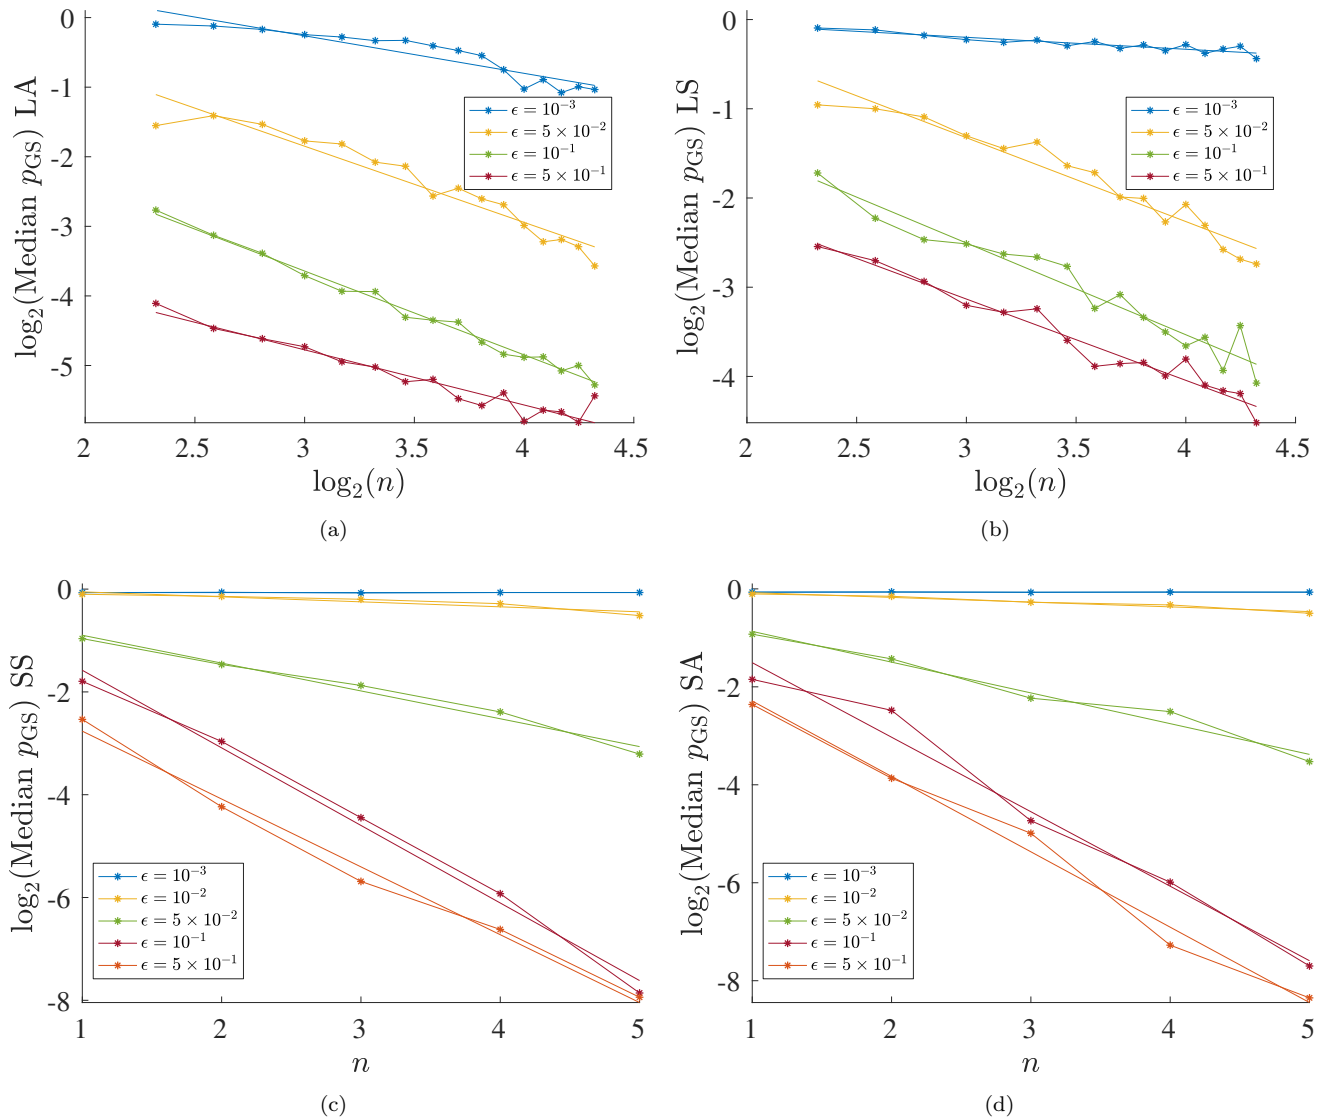 0
-1
-2
-3
-4
-5
2
2.5
3
3.5
4
4.5
log₂(n)
log₂(Median p_GS) LA
ϵ = 10⁻³
ϵ = 5 × 10⁻²
ϵ = 10⁻¹
ϵ = 5 × 10⁻¹
(a)
0
-1
-2
-3
-4
2
2.5
3
3.5
4
4.5
log₂(n)
log₂(Median p_GS) LS
ϵ = 10⁻³
ϵ = 5 × 10⁻²
ϵ = 10⁻¹
ϵ = 5 × 10⁻¹
(b)
0
-2
-4
-6
-8
1
2
3
4
5
n
log₂(Median p_GS) SS
ϵ = 10⁻³
ϵ = 10⁻²
ϵ = 5 × 10⁻²
ϵ = 10⁻¹
ϵ = 5 × 10⁻¹
(c)
0
-2
-4
-6
-8
1
2
3
4
5
n
log₂(Median p_GS) SA
ϵ = 10⁻³
ϵ = 10⁻²
ϵ = 5 × 10⁻²
ϵ = 10⁻¹
ϵ = 5 × 10⁻¹
(d)